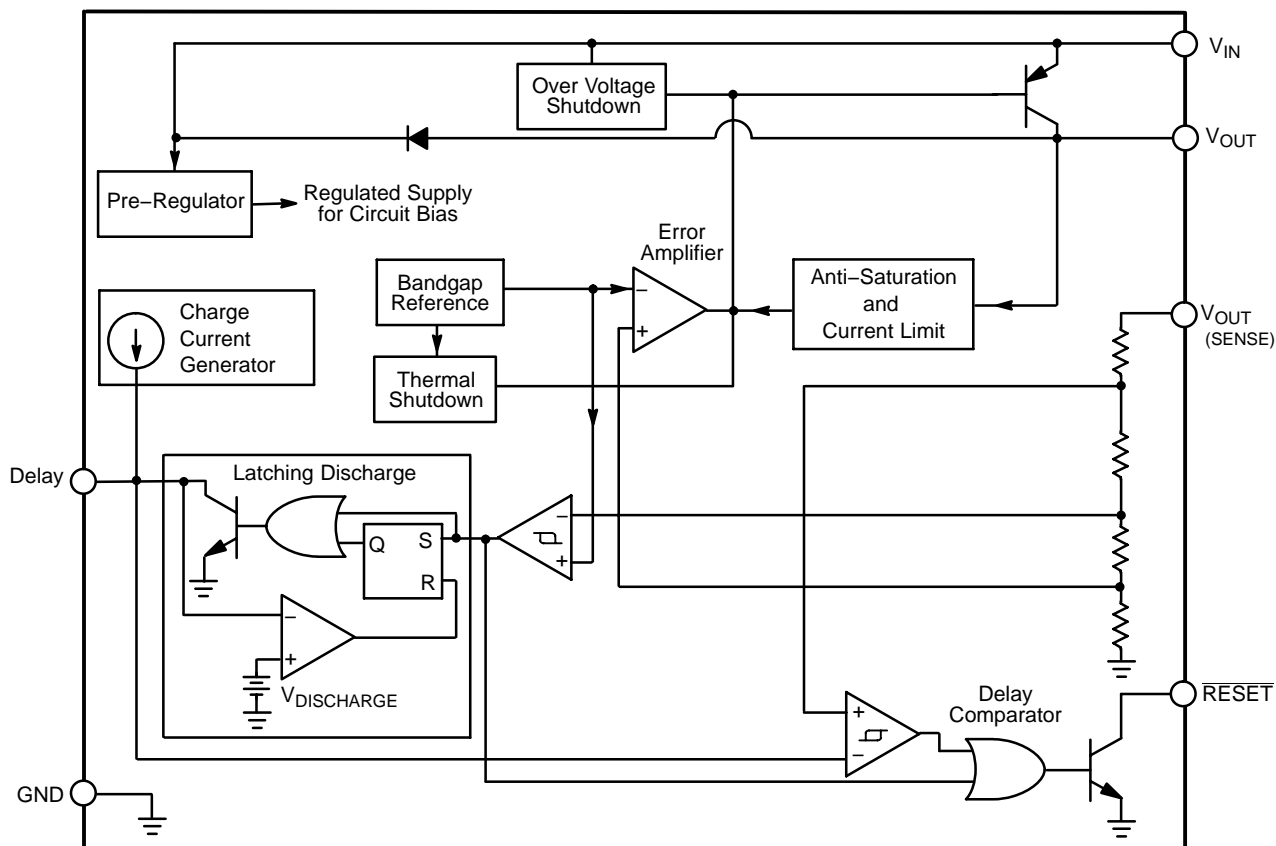 V_IN
Over Voltage
Shutdown
V_OUT
Pre−Regulator
Regulated Supply
for Circuit Bias
Error
Amplifier
Bandgap
Reference
−
+
Anti−Saturation
and
Current Limit
Charge
Current
Generator
V_OUT
(SENSE)
Thermal
Shutdown
Delay
Latching Discharge
Q
S
R
−
+
−
+
V_DISCHARGE
RESET
Delay
Comparator
+
−
GND